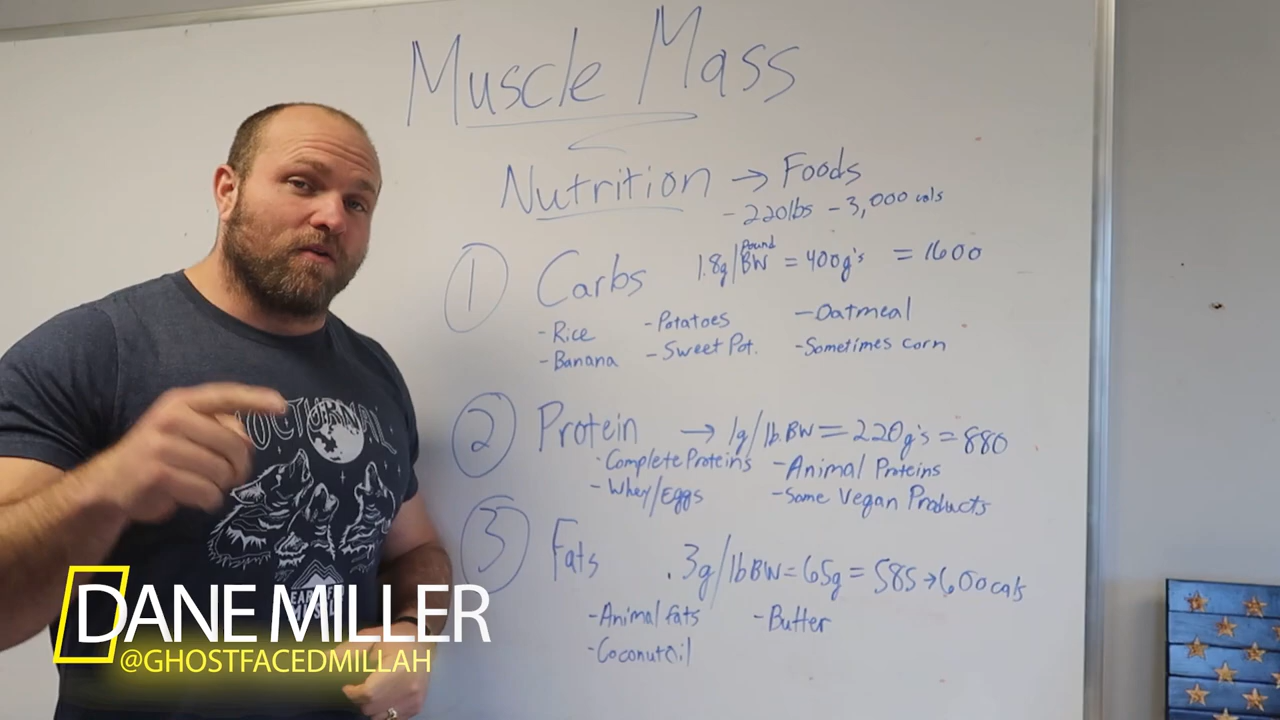 Muscle Mass
Nutrition → Foods
- 220lbs - 3,000 cals
① Carbs 1.8g/Pound BW = 400g's = 1600
- Rice - Potatoes - Oatmeal
- Banana - Sweet Pot. - Sometimes corn
② Protein → 1g/lb.BW = 220g's = 880
· Complete Proteins - Animal Proteins
- Whey/Eggs - Some Vegan Products
③ Fats .3g/lbBW = 65g = 585 → 600cals
- Animal fats - Butter
- Coconut Oil
NOCTURNAL
DANE MILLER
@GHOSTFACEDMILLAH